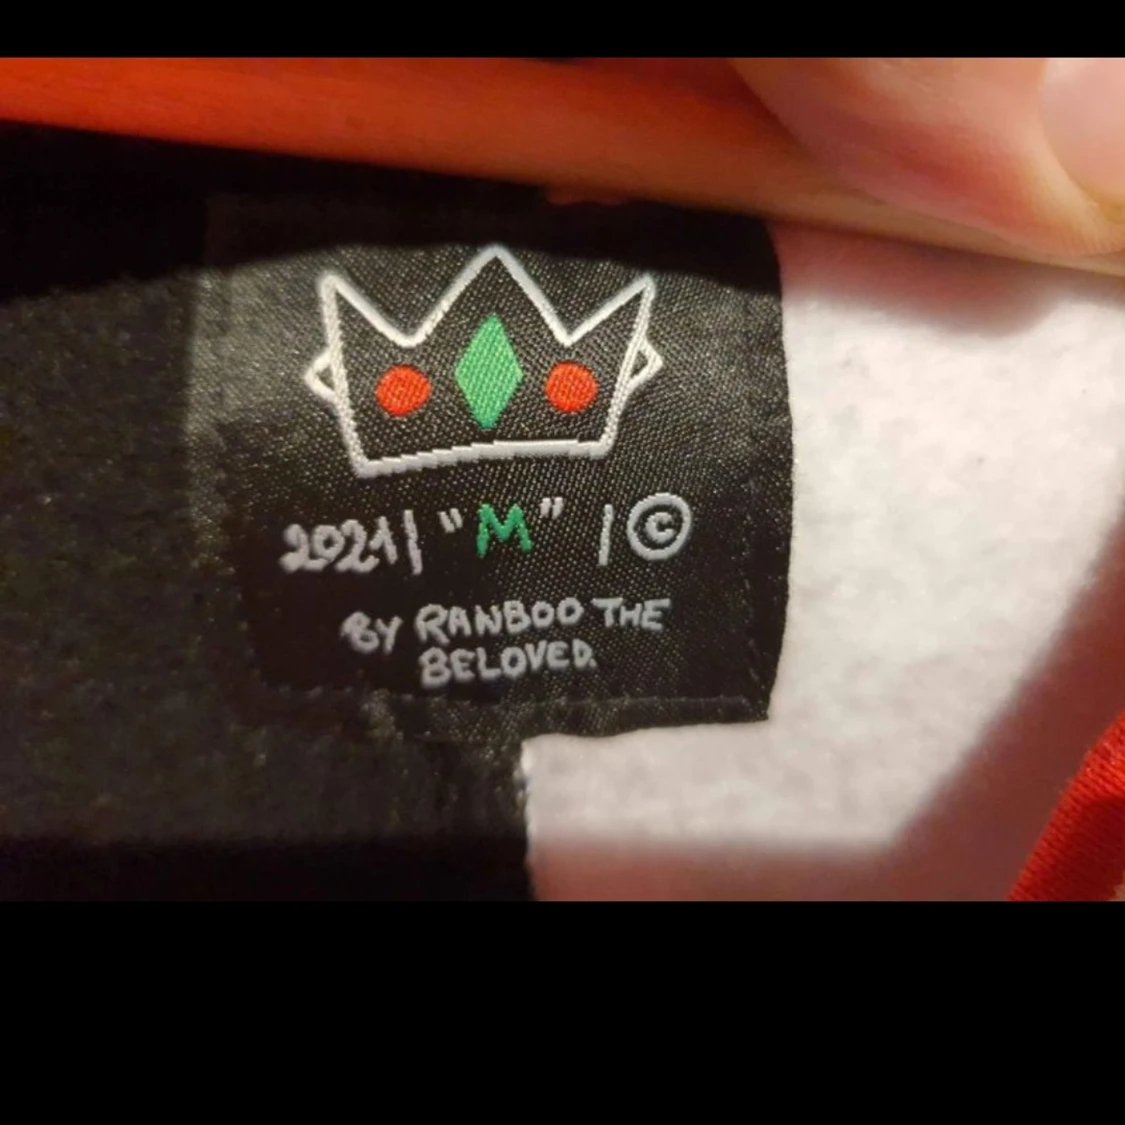 2021 | "M" | ©
BY RANBOO THE
BELOVED.